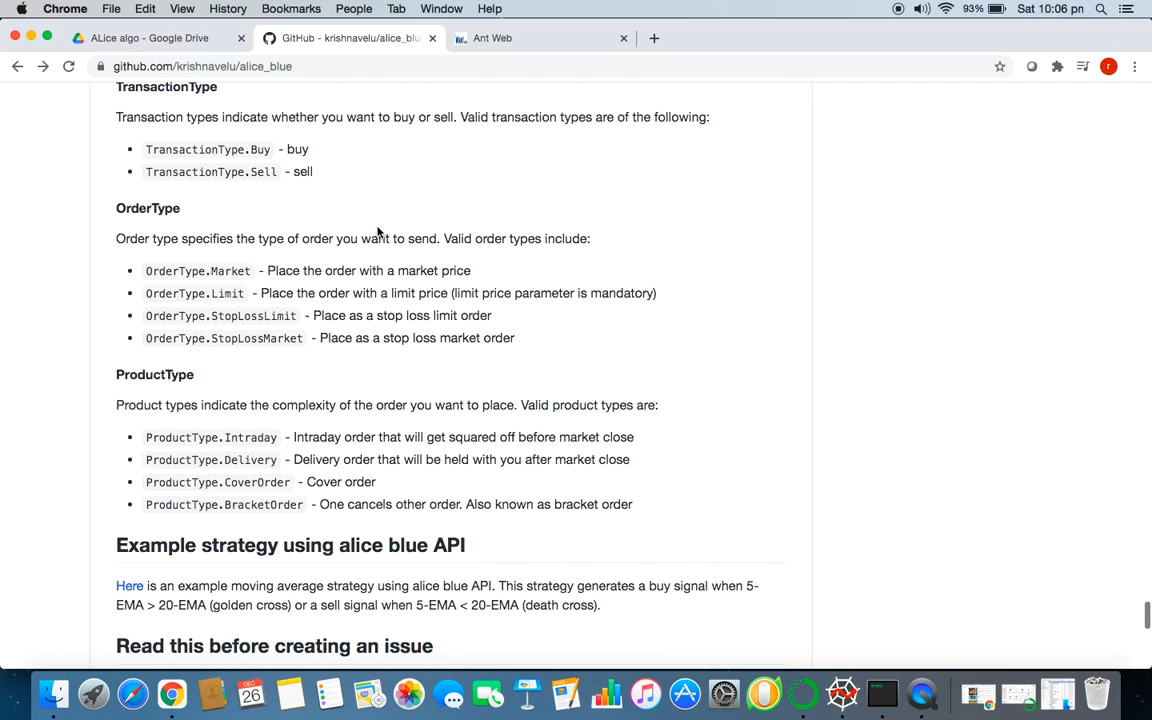 Chrome File Edit View History Bookmarks People Tab Window Help 93% Sat 10:06 pm
ALice algo - Google Drive GitHub - krishnavelu/alice_blu Ant Web
github.com/krishnavelu/alice_blue r
TransactionType
Transaction types indicate whether you want to buy or sell. Valid transaction types are of the following:
• TransactionType.Buy - buy
• TransactionType.Sell - sell
OrderType
Order type specifies the type of order you want to send. Valid order types include:
• OrderType.Market - Place the order with a market price
• OrderType.Limit - Place the order with a limit price (limit price parameter is mandatory)
• OrderType.StopLossLimit - Place as a stop loss limit order
• OrderType.StopLossMarket - Place as a stop loss market order
ProductType
Product types indicate the complexity of the order you want to place. Valid product types are:
• ProductType.Intraday - Intraday order that will get squared off before market close
• ProductType.Delivery - Delivery order that will be held with you after market close
• ProductType.CoverOrder - Cover order
• ProductType.BracketOrder - One cancels other order. Also known as bracket order
Example strategy using alice blue API
Here is an example moving average strategy using alice blue API. This strategy generates a buy signal when 5-
EMA > 20-EMA (golden cross) or a sell signal when 5-EMA < 20-EMA (death cross).
Read this before creating an issue
DEC
26